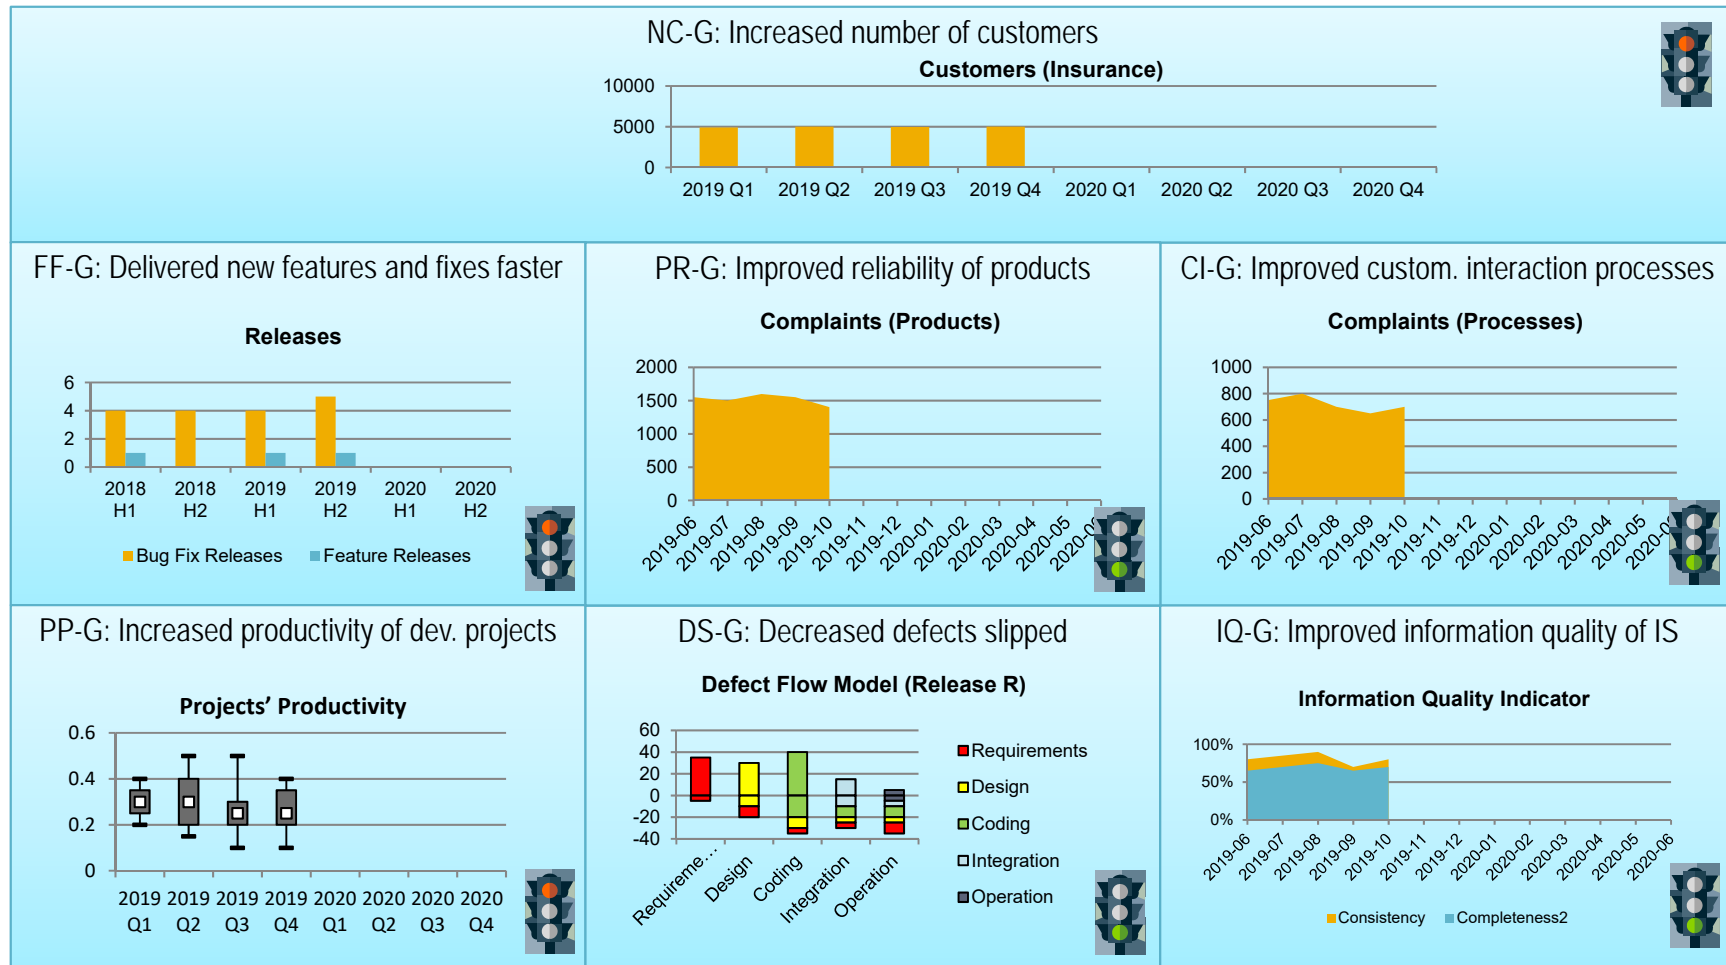 NC-G: Increased number of customers
Customers (Insurance)
10000
5000
0
2019 Q1 2019 Q2 2019 Q3 2019 Q4 2020 Q1 2020 Q2 2020 Q3 2020 Q4
FF-G: Delivered new features and fixes faster
Releases
6
4
2
0
2018 H1 2018 H2 2019 H1 2019 H2 2020 H1 2020 H2
Bug Fix Releases Feature Releases
PR-G: Improved reliability of products
Complaints (Products)
2000
1500
1000
500
0
2019-06 2019-07 2019-08 2019-09 2019-10 2019-11 2019-12 2020-01 2020-02 2020-03 2020-04 2020-05
CI-G: Improved custom. interaction processes
Complaints (Processes)
1000
800
600
400
200
0
2019-06 2019-07 2019-08 2019-09 2019-10 2019-11 2019-12 2020-01 2020-02 2020-03 2020-04 2020-05
PP-G: Increased productivity of dev. projects
Projects’ Productivity
0.6
0.4
0.2
0
2019 Q1 2019 Q2 2019 Q3 2019 Q4 2020 Q1 2020 Q2 2020 Q3 2020 Q4
DS-G: Decreased defects slipped
Defect Flow Model (Release R)
60
40
20
0
-20
-40
Requireme... Design Coding Integration Operation
Requirements
Design
Coding
Integration
Operation
IQ-G: Improved information quality of IS
Information Quality Indicator
100%
50%
0%
2019-06 2019-07 2019-08 2019-09 2019-10 2019-11 2019-12 2020-01 2020-02 2020-03 2020-04 2020-05 2020-06
Consistency Completeness2